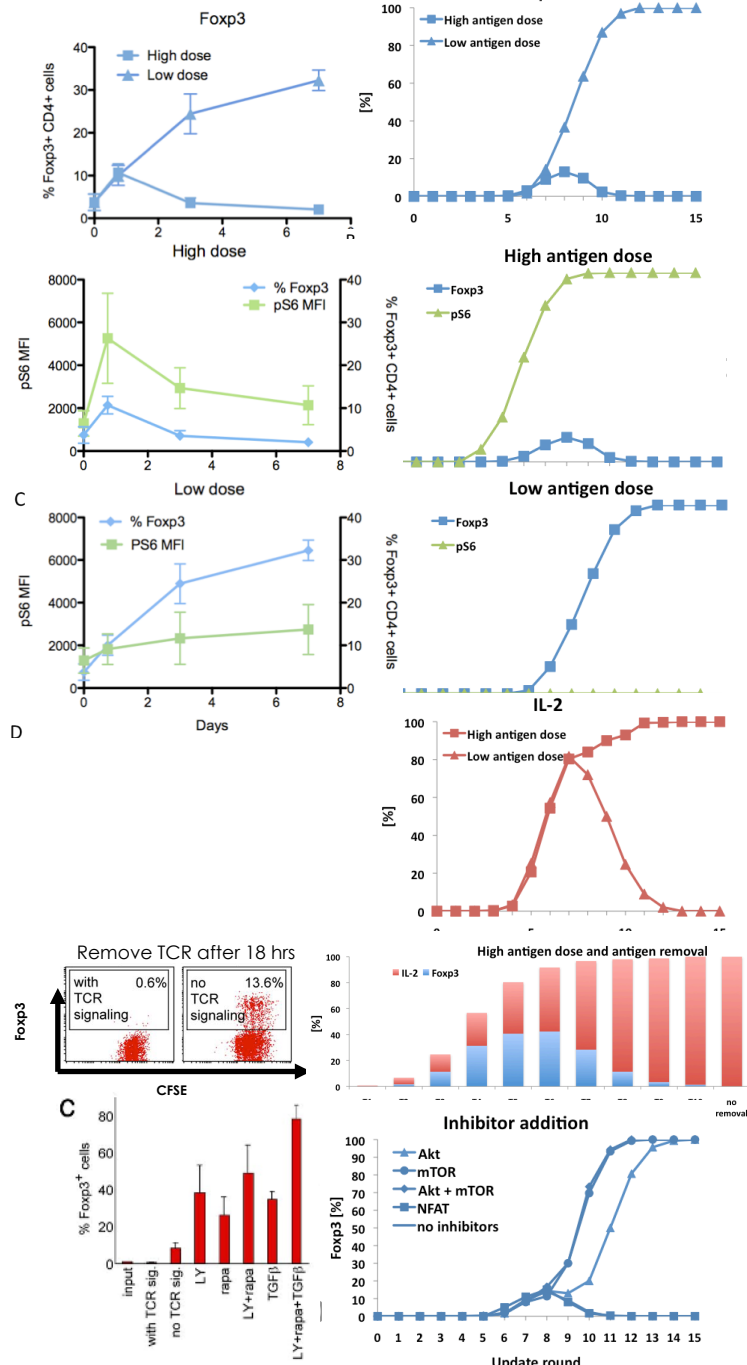 Foxp3
40
30
20
10
0
% Foxp3+ CD4+ cells
High dose
Low dose
0 2 4 6
100
80
60
40
20
0
[%]
High antigen dose
Low antigen dose
0 5 10 15
High dose
8000
6000
4000
2000
0
pS6 MFI
% Foxp3
pS6 MFI
40
30
20
10
0
% Foxp3+ CD4+ cells
0 2 4 6 8
High antigen dose
Foxp3
pS6
C
Low dose
8000
6000
4000
2000
0
pS6 MFI
% Foxp3
PS6 MFI
40
30
20
10
0
% Foxp3+ CD4+ cells
0 2 4 6 8
Days
Low antigen dose
Foxp3
pS6
D
IL-2
100
80
60
40
20
0
[%]
High antigen dose
Low antigen dose
Remove TCR after 18 hrs
with 0.6%
TCR
signaling
no 13.6%
TCR
signaling
Foxp3
CFSE
High antigen dose and antigen removal
100
80
60
40
20
0
[%]
IL-2 Foxp3
no
removal
C
80
60
40
20
0
% Foxp3+ cells
input
with TCR sig.
no TCR sig.
LY
rapa
LY+rapa
TGFβ
LY+rapa+TGFβ
Inhibitor addition
100
90
80
70
60
50
40
30
20
10
0
Foxp3 [%]
Akt
mTOR
Akt + mTOR
NFAT
no inhibitors
0 1 2 3 4 5 6 7 8 9 10 11 12 13 14 15
Update round